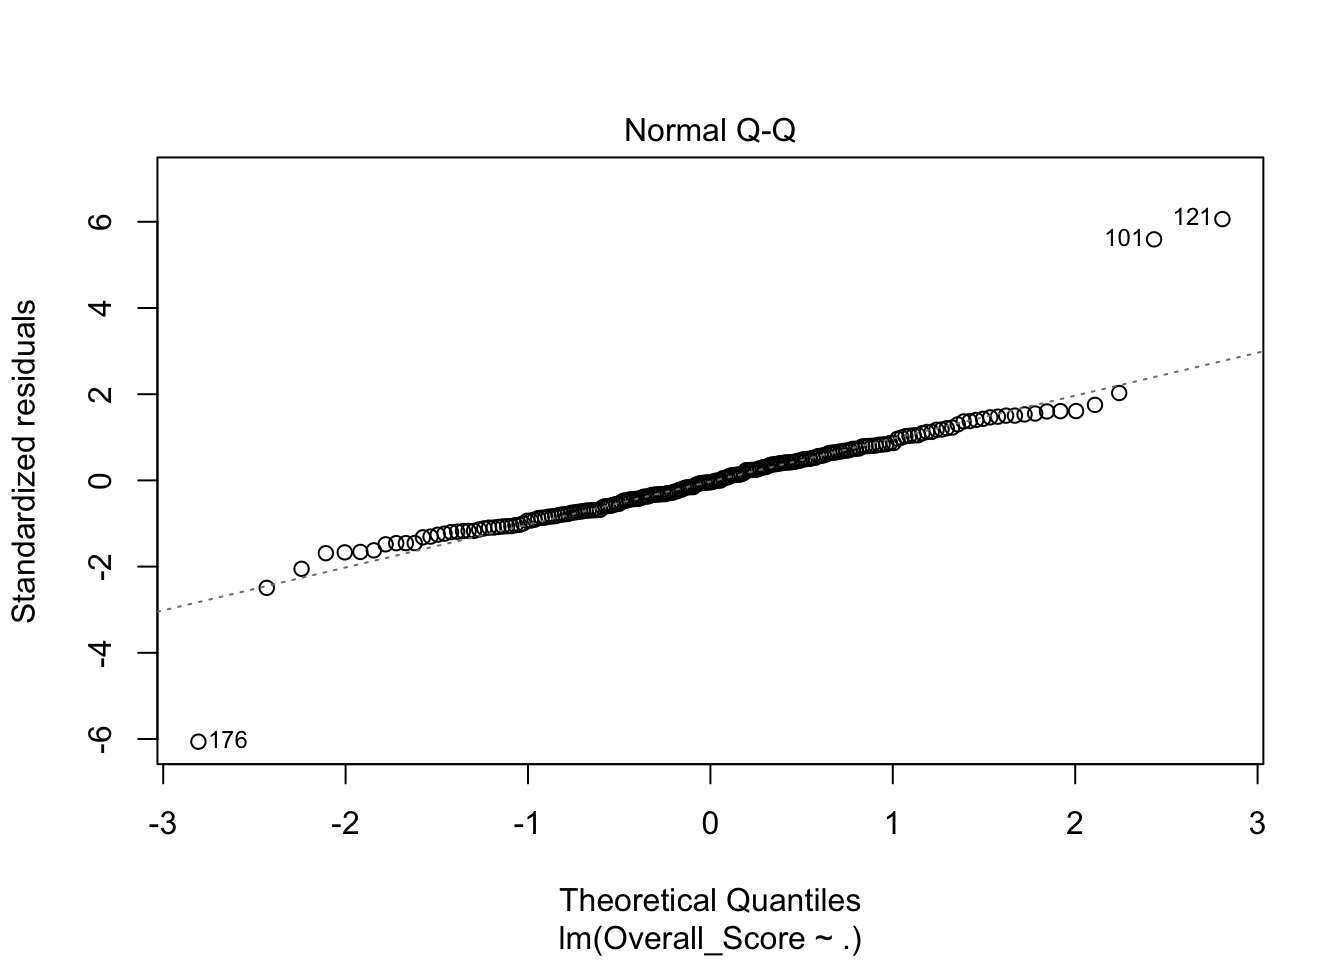 Normal Q-Q
Standardized residuals
6
4
2
0
-2
-4
-6
121
101
176
-3 -2 -1 0 1 2 3
Theoretical Quantiles
lm(Overall_Score ~ .)